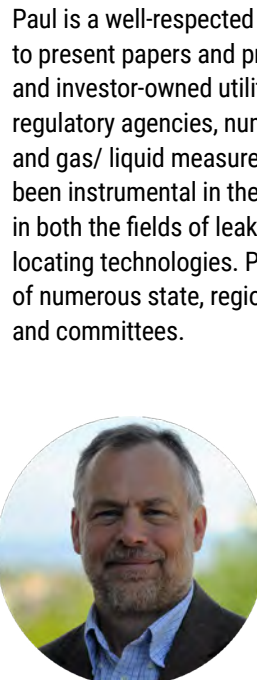 Paul is a well-respected
to present papers and pr
and investor-owned utilit
regulatory agencies, num
and gas/ liquid measure
been instrumental in the
in both the fields of leak
locating technologies. P
of numerous state, regio
and committees.